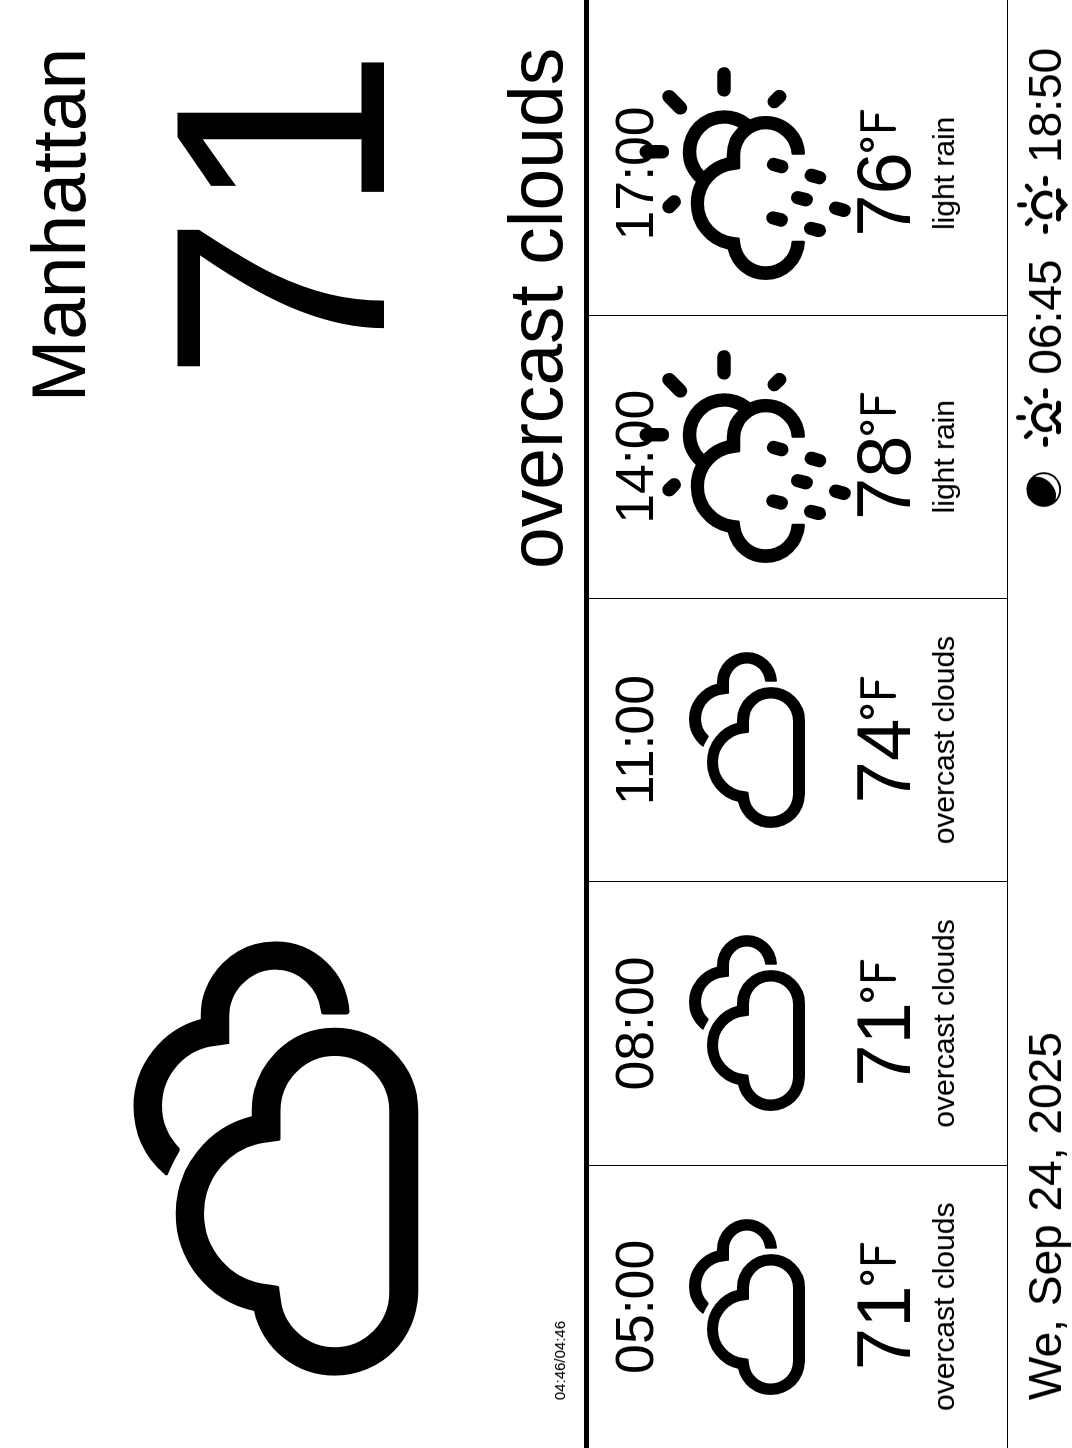 Manhattan
71
overcast clouds
04:46/04:46
05:00
71°F
overcast clouds
08:00
71°F
overcast clouds
11:00
74°F
overcast clouds
14:00
78°F
light rain
17:00
76°F
light rain
We, Sep 24, 2025
06:45
18:50